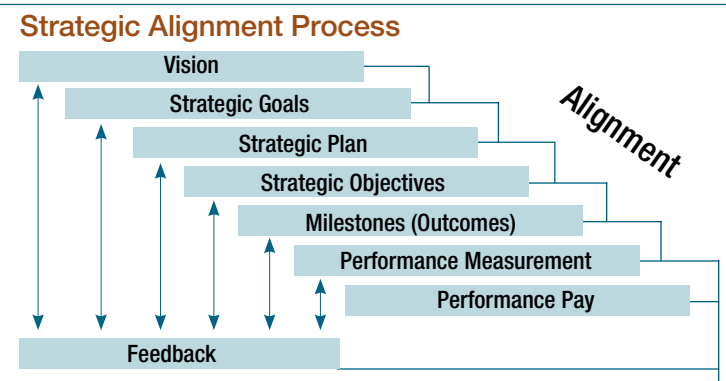 Strategic Alignment Process
Vision
Strategic Goals
Alignment
Strategic Plan
Strategic Objectives
Milestones (Outcomes)
Performance Measurement
Performance Pay
Feedback